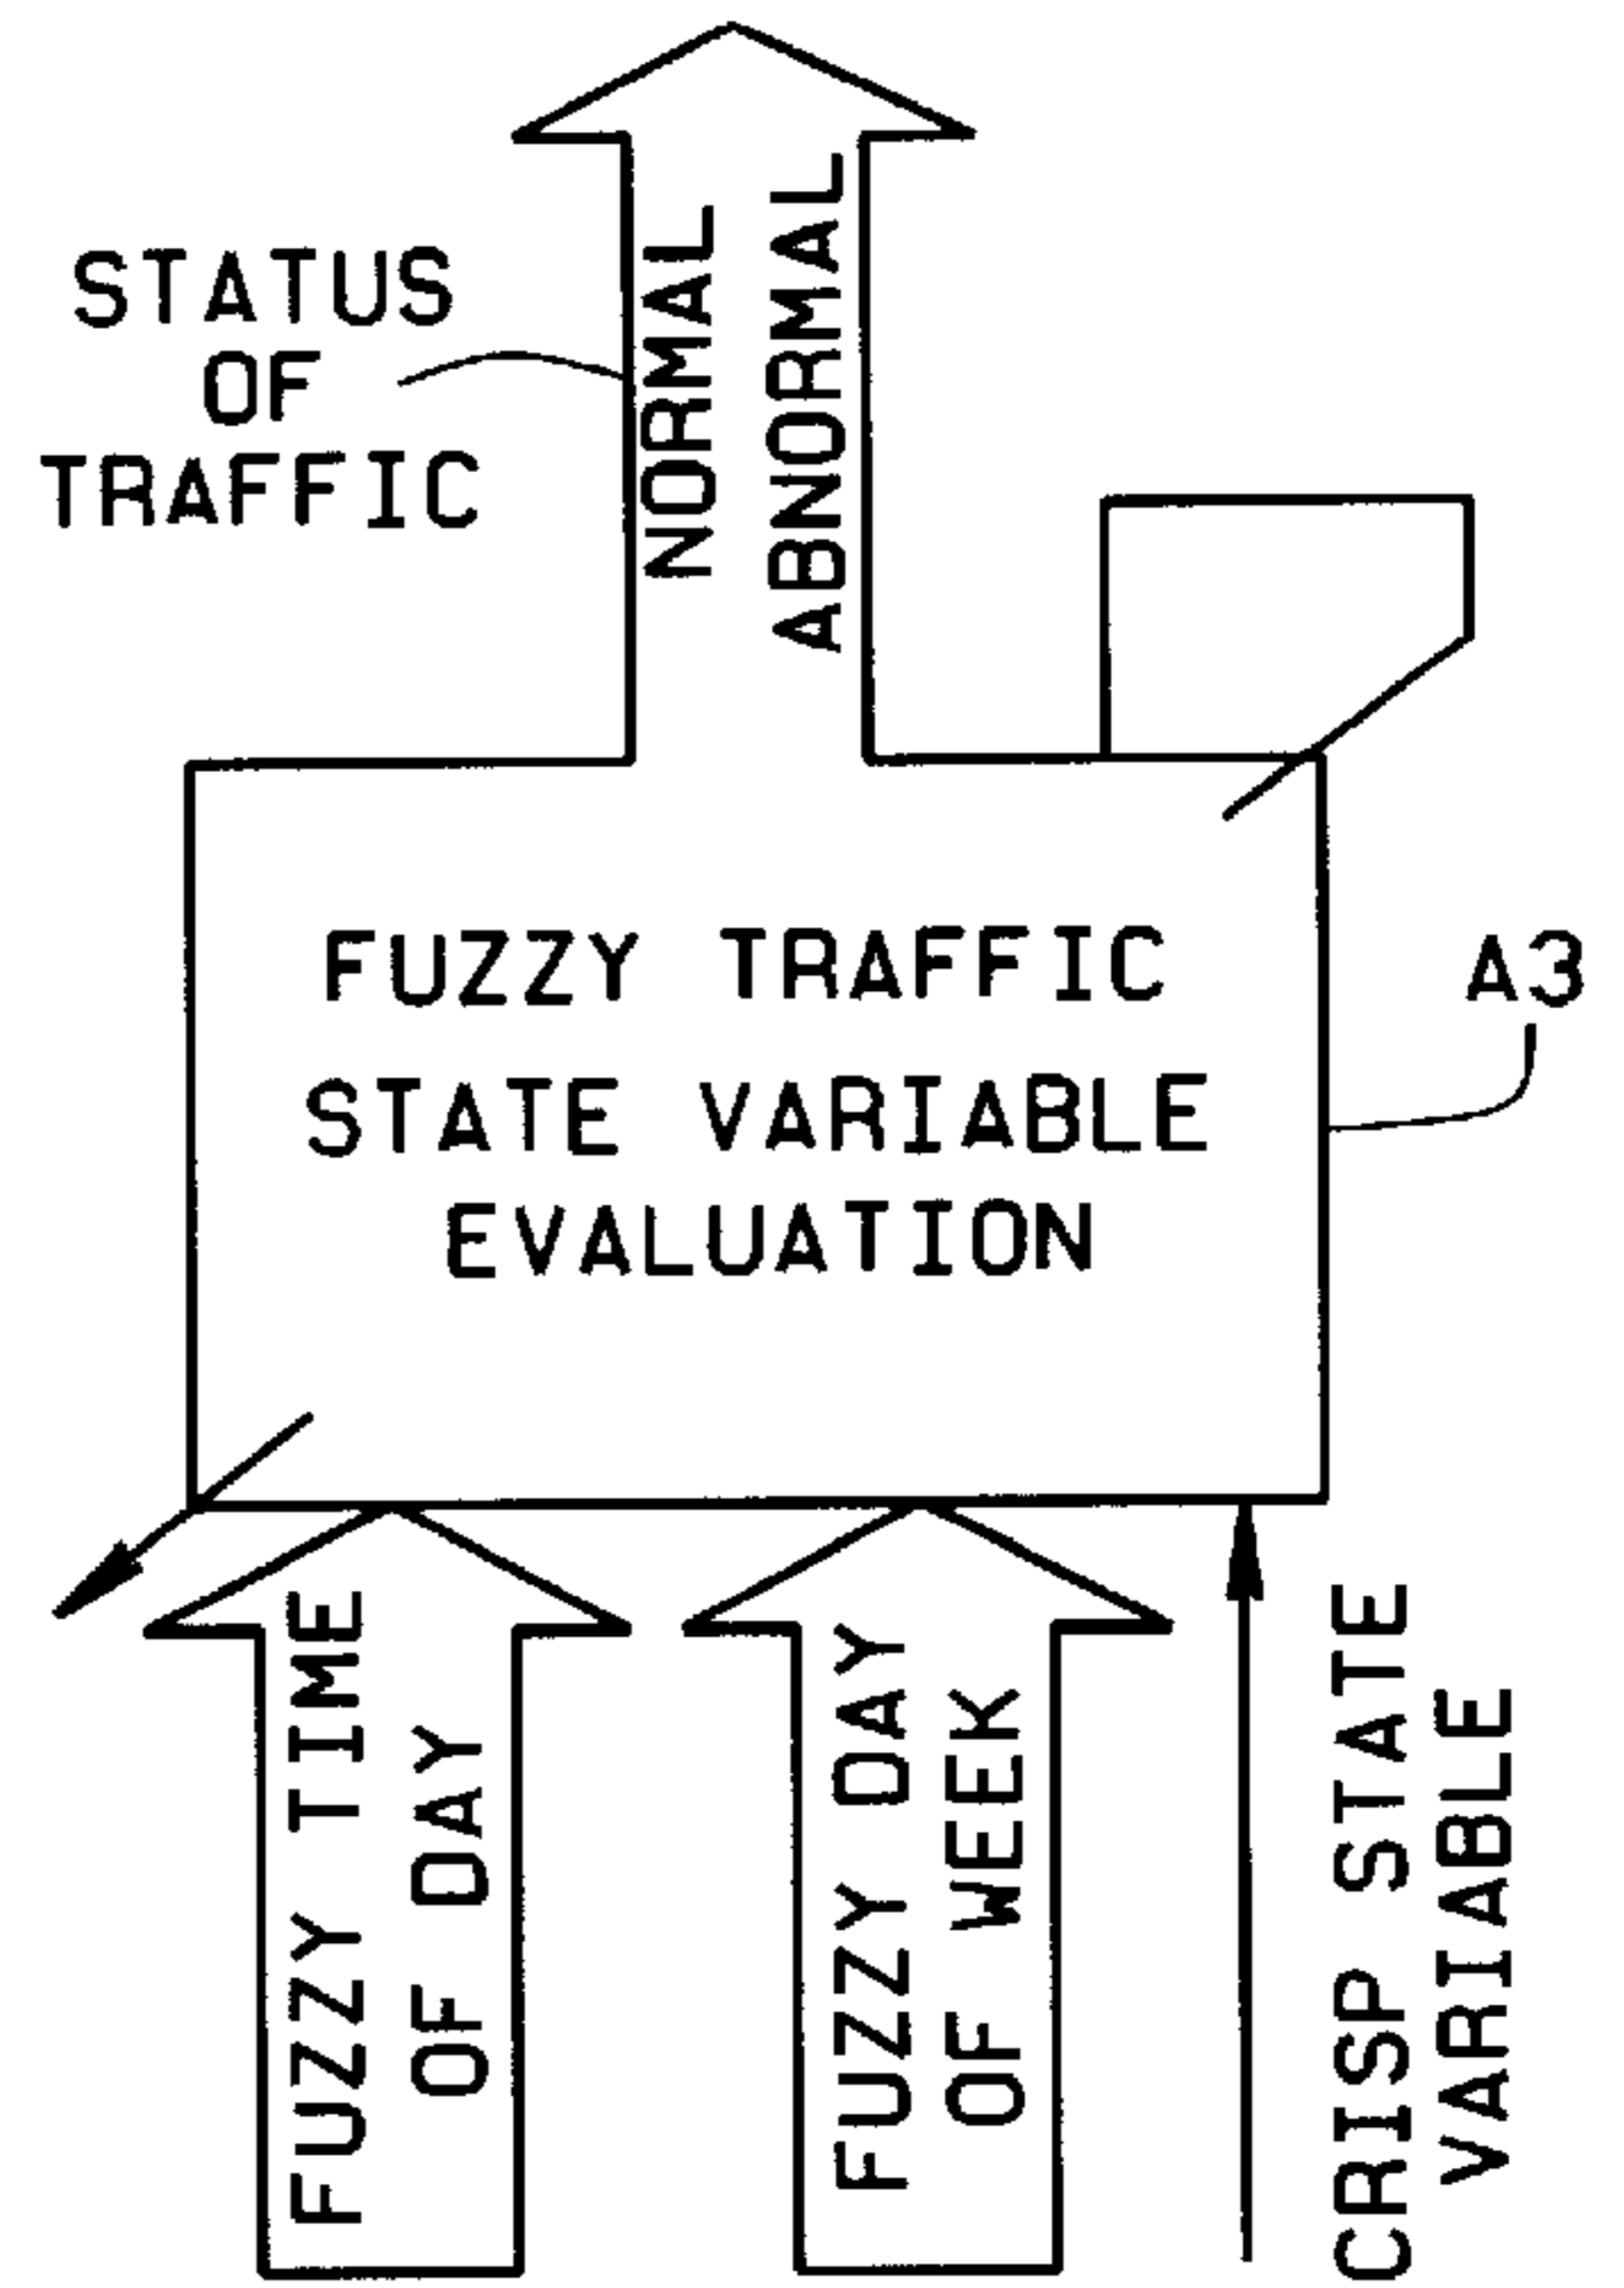 STATUS
OF
TRAFFIC
NORMAL
ABNORMAL
FUZZY TRAFFIC
STATE VARIABLE
EVALUATION
A3
FUZZY TIME
OF DAY
FUZZY DAY
OF WEEK
CRISP STATE
VARIABLE